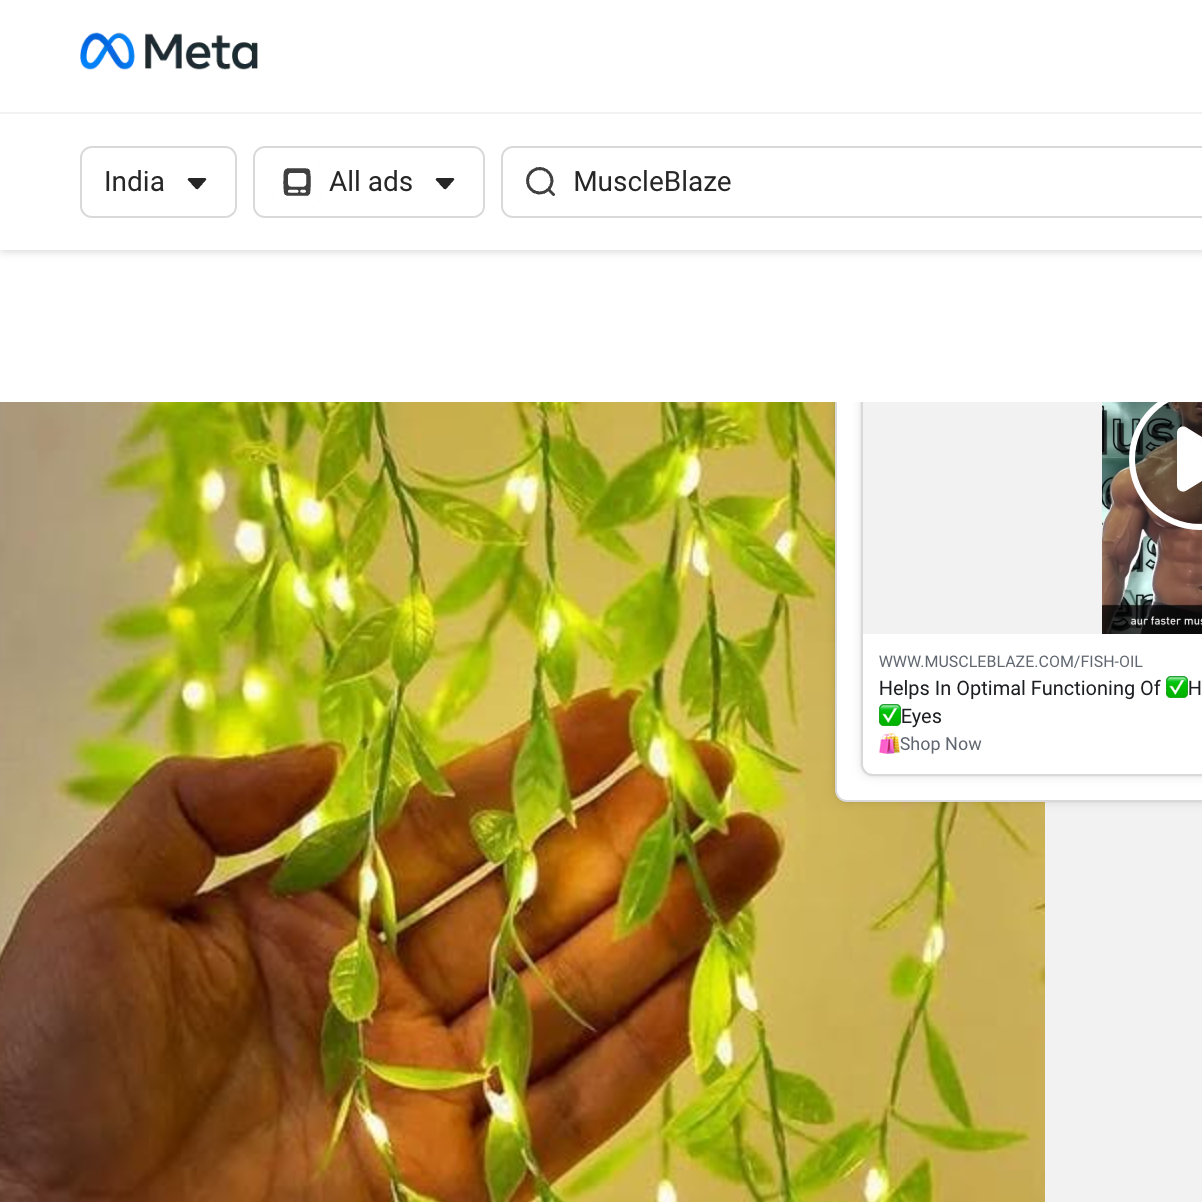 Meta
India
All ads
MuscleBlaze
aur faster
WWW.MUSCLEBLAZE.COM/FISH-OIL
Helps In Optimal Functioning Of ✅H
✅Eyes
🛍️Shop Now